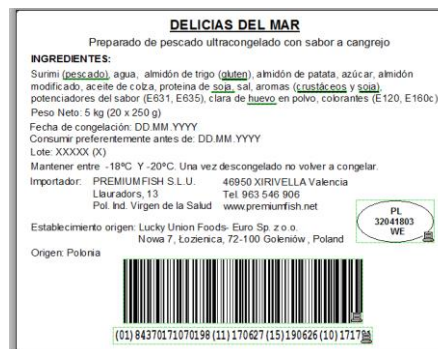 DELICIAS DEL MAR
Preparado de pescado ultracongelado con sabor a cangrejo
INGREDIENTES:
Surimi (pescado), agua, almidón de trigo (gluten), almidón de patata, azúcar, almidón
modificado, aceite de colza, proteina de soja, sal, aromas (crustáceos y soja),
potenciadores del sabor (E631, E635), clara de huevo en polvo, colorantes (E120, E160c)
Peso Neto: 5 kg (20 x 250 g)
Fecha de congelación: DD.MM.YYYY
Consumir preferentemente antes de: DD.MM.YYYY
Lote: XXXXX (X)
Mantener entre -18ºC Y -20ºC. Una vez descongelado no volver a congelar.
Importador: PREMIUMFISH S.L.U. 46950 XIRIVELLA Valencia
Llauradors, 13 Tel. 963 546 906
Pol. Ind. Virgen de la Salud www.premiumfish.net
PL
32041803
WE
Establecimiento origen: Lucky Union Foods- Euro Sp. z o.o.
Nowa 7, Łozienica, 72-100 Goleniów , Poland
Origen: Polonia
(01) 84370171070198 (11) 170627 (15) 190626 (10) 1717